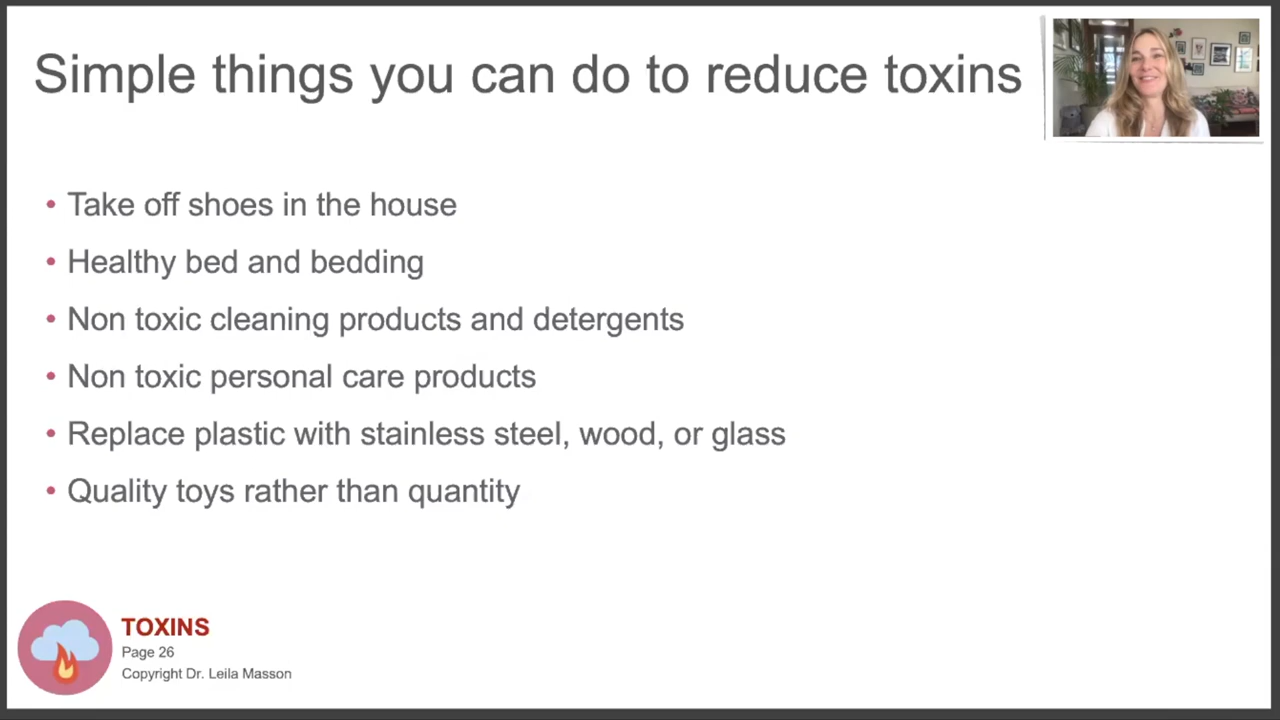 Simple things you can do to reduce toxins
• Take off shoes in the house
• Healthy bed and bedding
• Non toxic cleaning products and detergents
• Non toxic personal care products
• Replace plastic with stainless steel, wood, or glass
• Quality toys rather than quantity
TOXINS
Page 26
Copyright Dr. Leila Masson